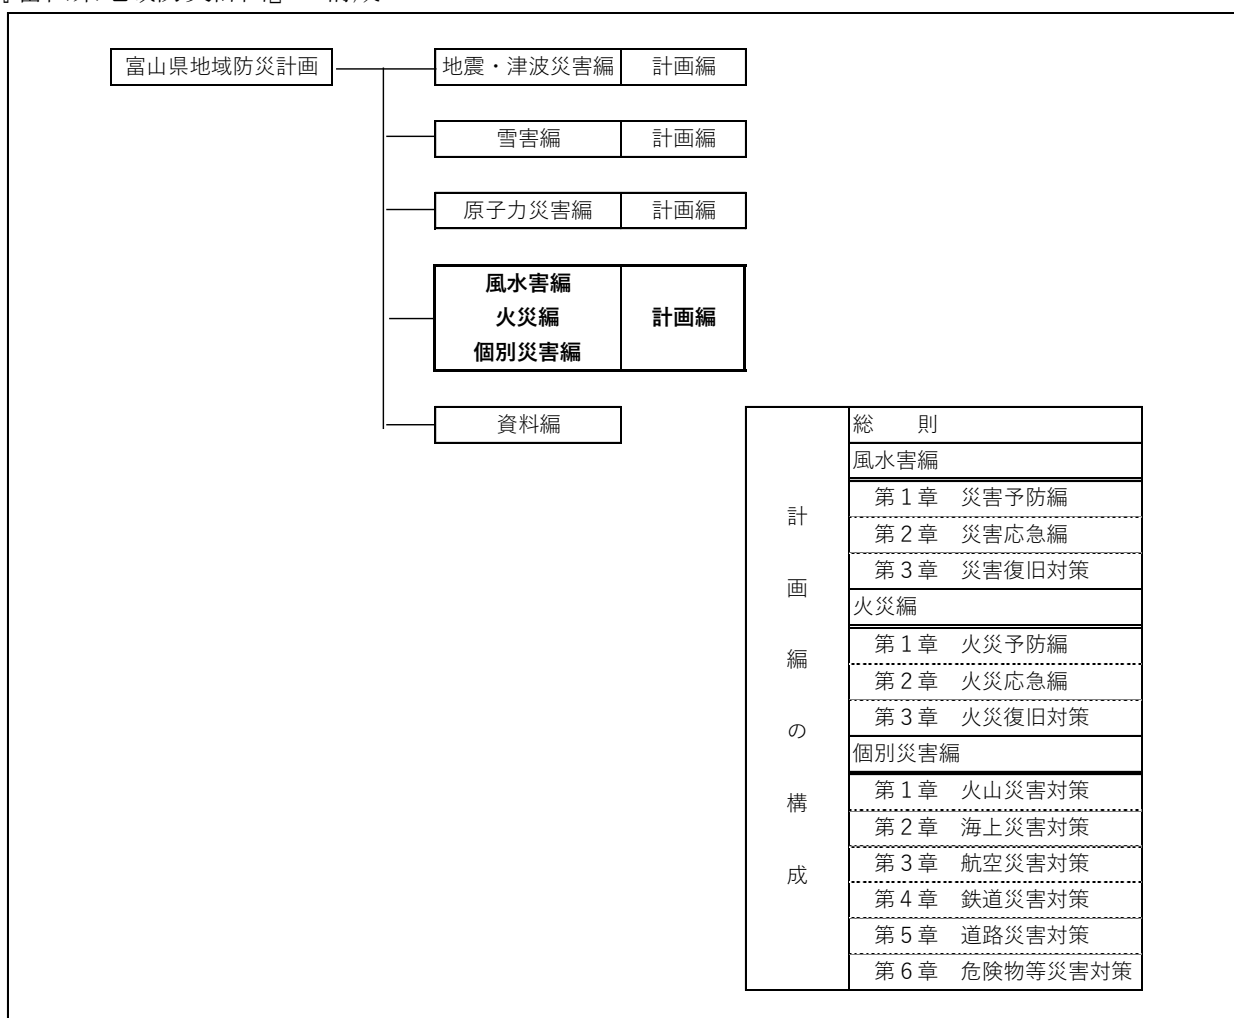 富山県地域防災計画
地震・津波災害編 計画編
雪害編 計画編
原子力災害編 計画編
風水害編
火災編 計画編
個別災害編
資料編
計画編の構成
総　則
風水害編
第1章　災害予防編
第2章　災害応急編
第3章　災害復旧対策
火災編
第1章　火災予防編
第2章　火災応急編
第3章　火災復旧対策
個別災害編
第1章　火山災害対策
第2章　海上災害対策
第3章　航空災害対策
第4章　鉄道災害対策
第5章　道路災害対策
第6章　危険物等災害対策